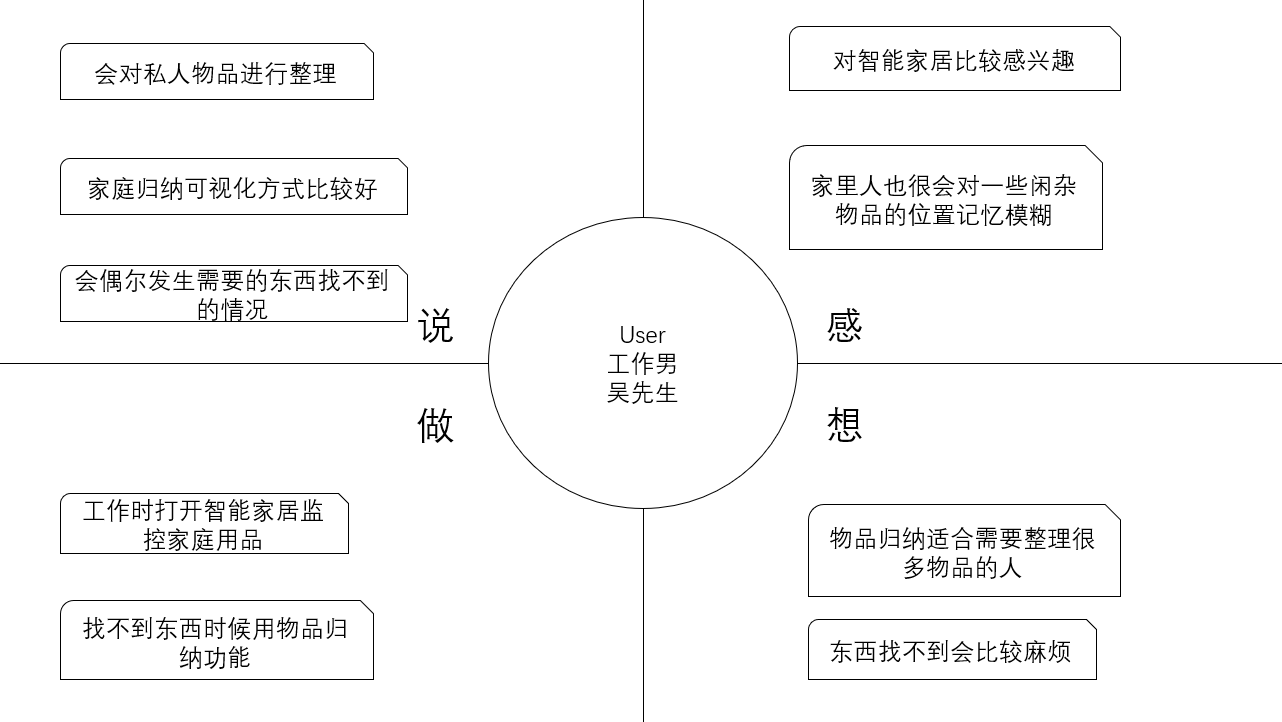 会对私人物品进行整理
家庭归纳可视化方式比较好
会偶尔发生需要的东西找不到
的情况
说
对智能家居比较感兴趣
家里人也很会对一些闲杂
物品的位置记忆模糊
感
User
工作男
吴先生
做
工作时打开智能家居监
控家庭用品
找不到东西时候用物品归
纳功能
想
物品归纳适合需要整理很
多物品的人
东西找不到会比较麻烦